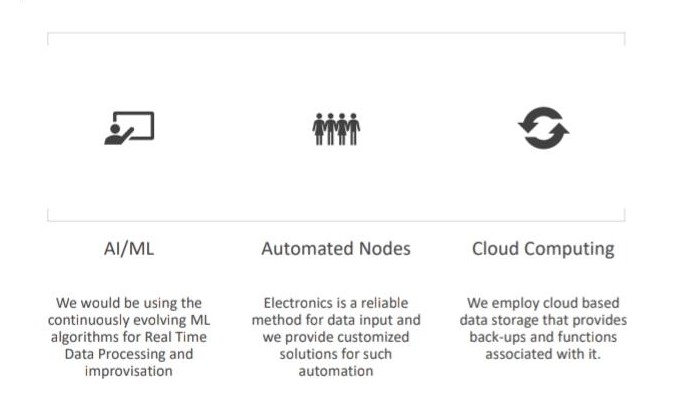 AI/ML
We would be using the
continuously evolving ML
algorithms for Real Time
Data Processing and
improvisation
Automated Nodes
Electronics is a reliable
method for data input and
we provide customized
solutions for such
automation
Cloud Computing
We employ cloud based
data storage that provides
back-ups and functions
associated with it.